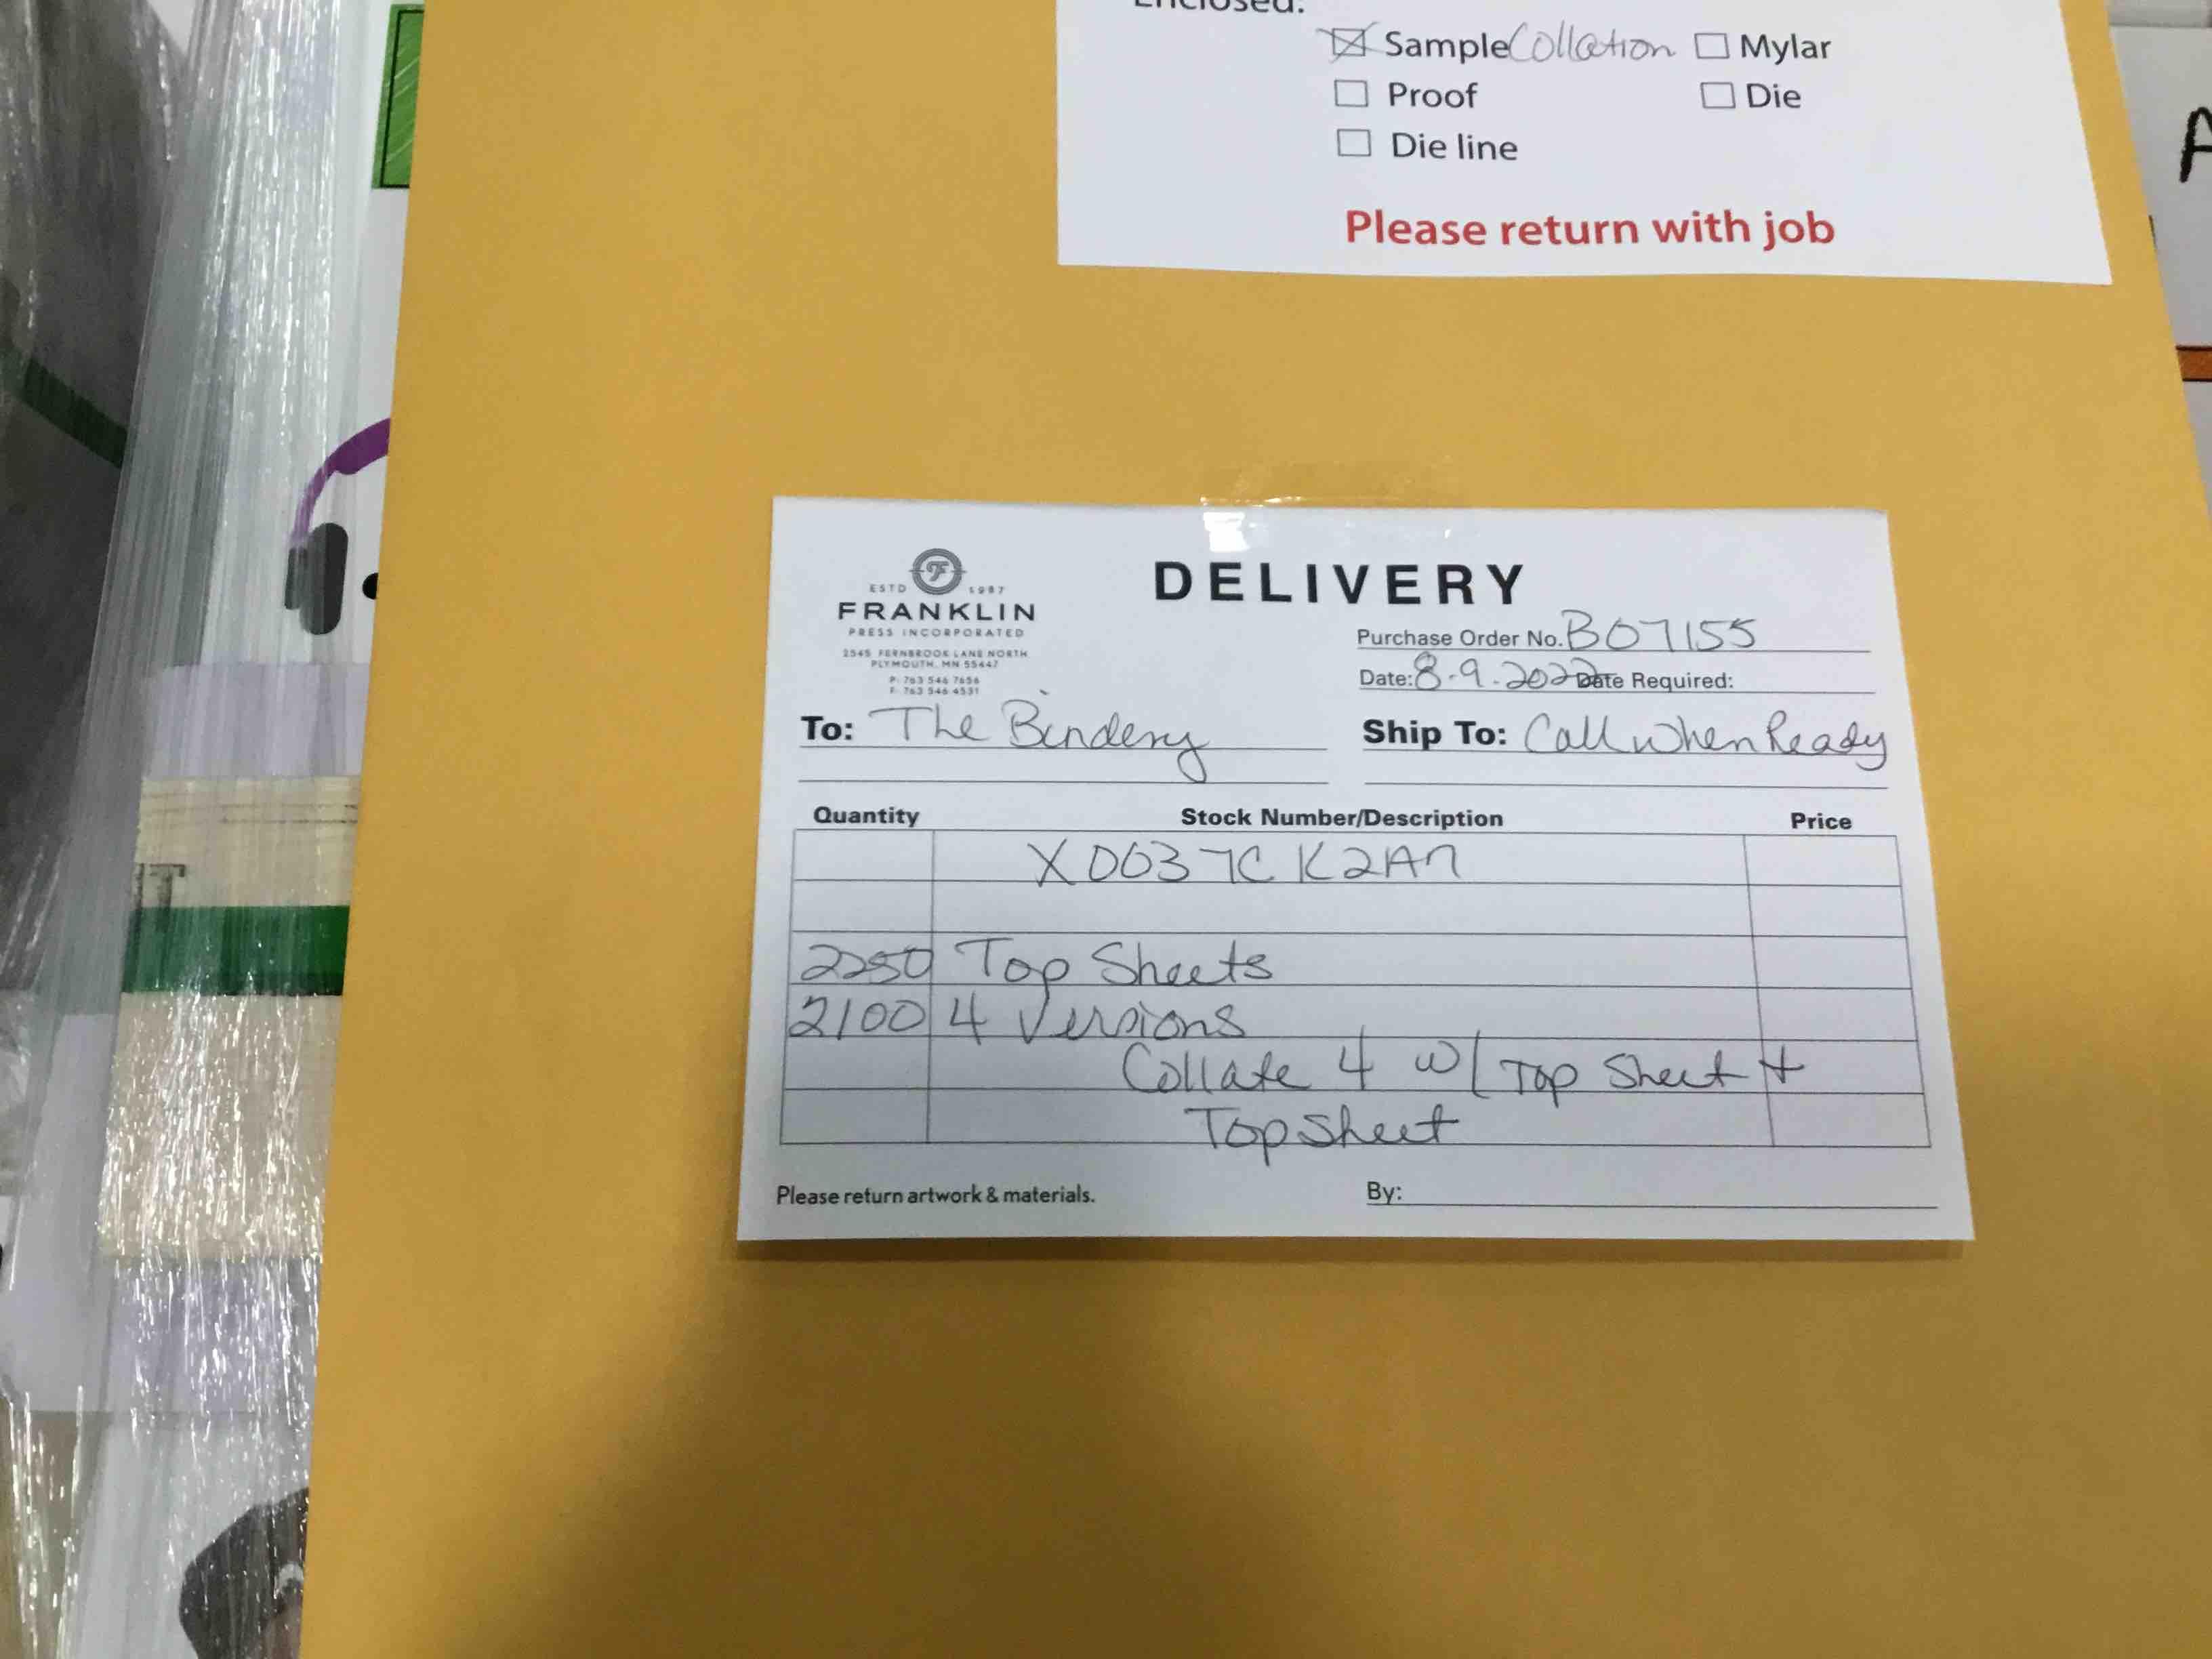 Enclosed:
Sample Collation Mylar
Proof Die
Die line
Please return with job
ESTD 1987
FRANKLIN
PRESS INCORPORATED
2545 FERNBROOK LANE NORTH
PLYMOUTH, MN 55447
P: 763 546 7656
F: 763 546 4531
DELIVERY
Purchase Order No. B07155
Date: 8-9-2022 Date Required:
To: The Bindery
Ship To: Call When Ready
Quantity Stock Number/Description Price
X0037CK2A7
2250 Top Sheets
2100 4 Versions
Collate 4 w/ Top Sheet +
Topsheet
Please return artwork & materials. By: